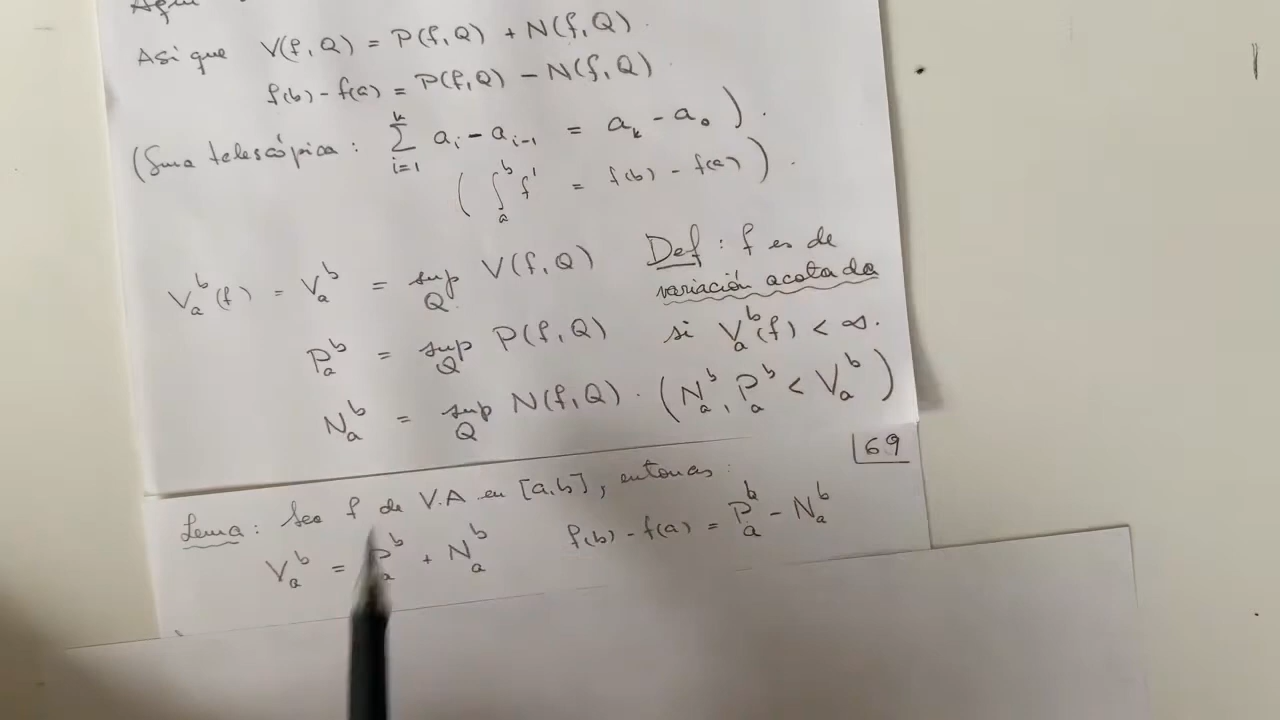 Así que V(f,Q) = P(f,Q) + N(f,Q).
f(b) - f(a) = P(f,Q) - N(f,Q)
(Suma telescópica: ∑_{i=1}^{k} a_i - a_{i-1} = a_k - a_0).
(∫_a^b f' = f(b) - f(a)).
V_a^b(f) = V_a^b = sup_Q V(f,Q)
P_a^b = sup_Q P(f,Q)
N_a^b = sup_Q N(f,Q).
Def: f es de
variación acotada
si V_a^b(f) < ∞.
(N_a^b, P_a^b < V_a^b)
69
Lema: Sea f de V.A en [a,b], entonces:
V_a^b = P_a^b + N_a^b f(b) - f(a) = P_a^b - N_a^b